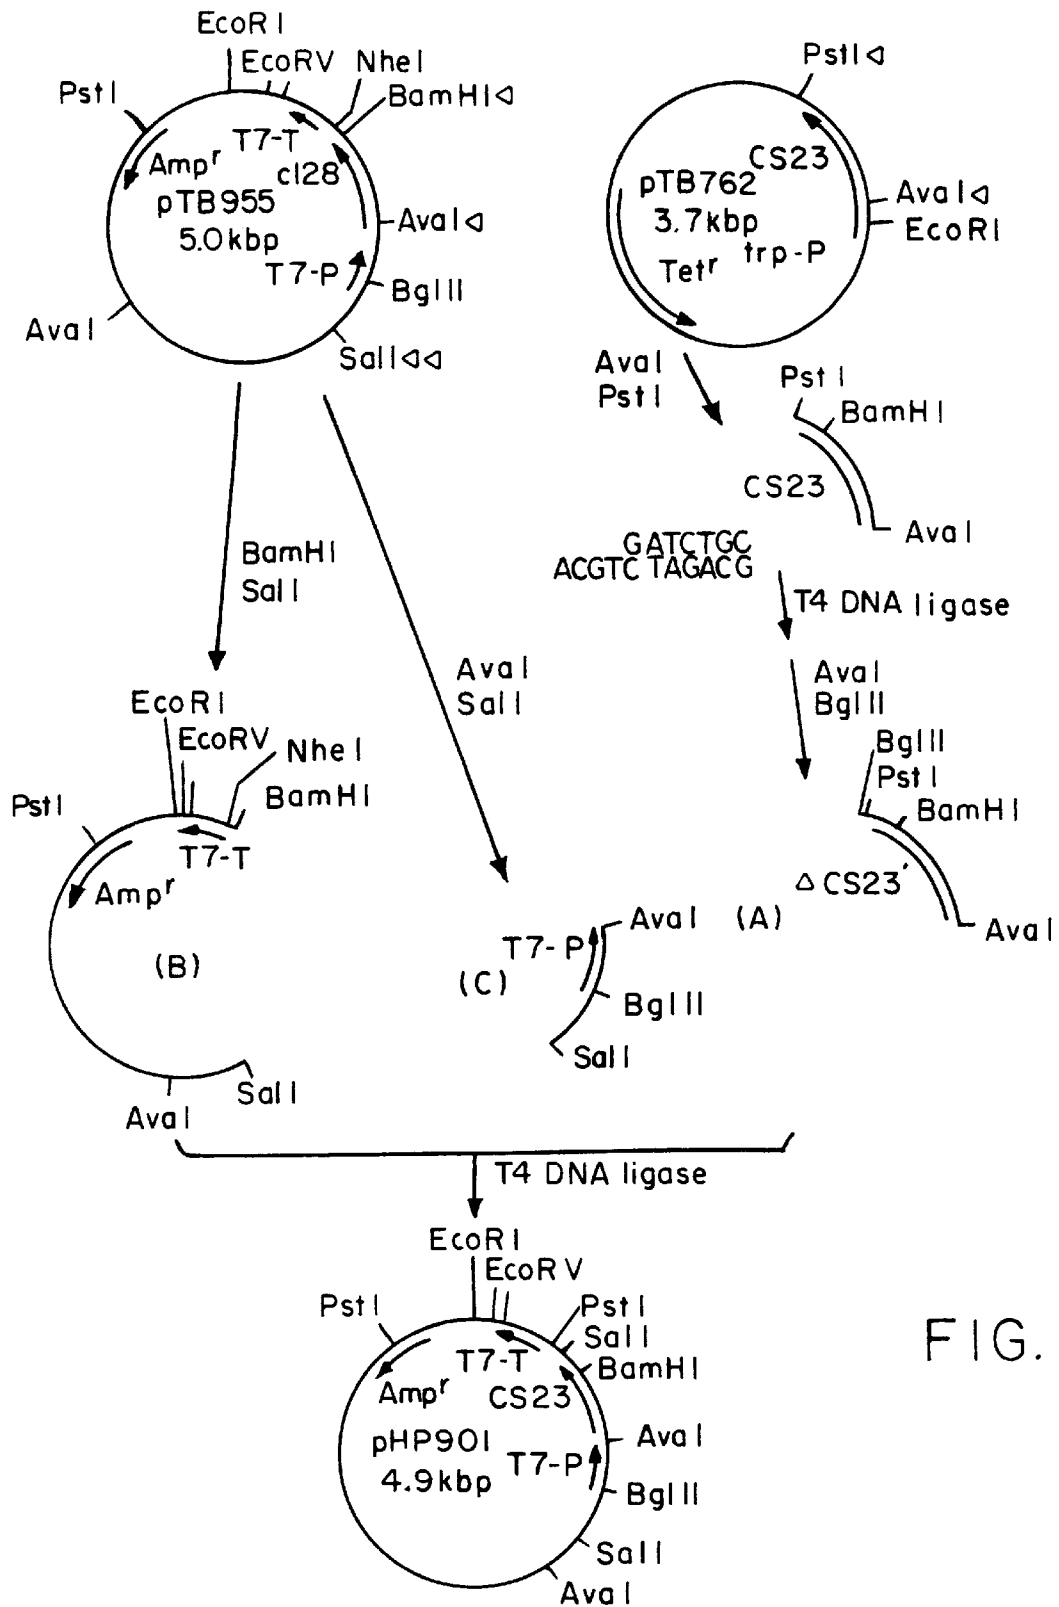 EcoRI
EcoRV
NheI
BamHI◁
PstI
T7-T
Ampr
cI28
pTB955
5.0kbp
AvaI◁
T7-P
BglII
AvaI
SalI◁◁
PstI◁
CS23
pTB762
3.7kbp
AvaI◁
EcoRI
trp-P
Tetr
AvaI
PstI
PstI
BamHI
CS23
AvaI
GATCTGC
ACGTCTAGACG
T4 DNA ligase
BamHI
SalI
AvaI
SalI
AvaI
BglII
EcoRI
EcoRV
NheI
BamHI
PstI
T7-T
Ampr
(B)
SalI
AvaI
AvaI
T7-P
(C)
BglII
SalI
(A)
BglII
PstI
BamHI
△CS23'
AvaI
T4 DNA ligase
EcoRI
EcoRV
PstI
PstI
SalI
BamHI
T7-T
Ampr
CS23
pHP901
4.9kbp
AvaI
T7-P
BglII
SalI
AvaI
FIG.